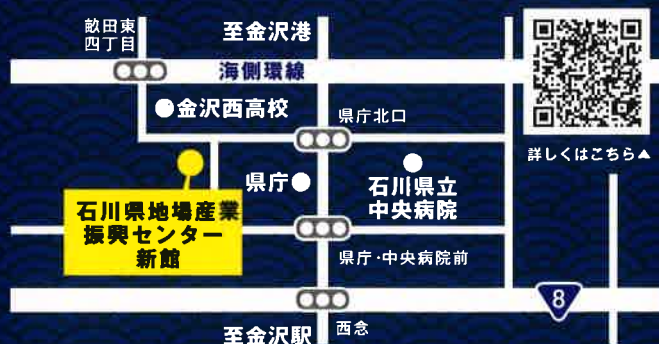 畝田東
四丁目
至金沢港
海側環線
金沢西高校
県庁北口
詳しくはこちら▲
県庁
石川県立
中央病院
石川県地場産業
振興センター
新館
県庁・中央病院前
8
至金沢駅
西念